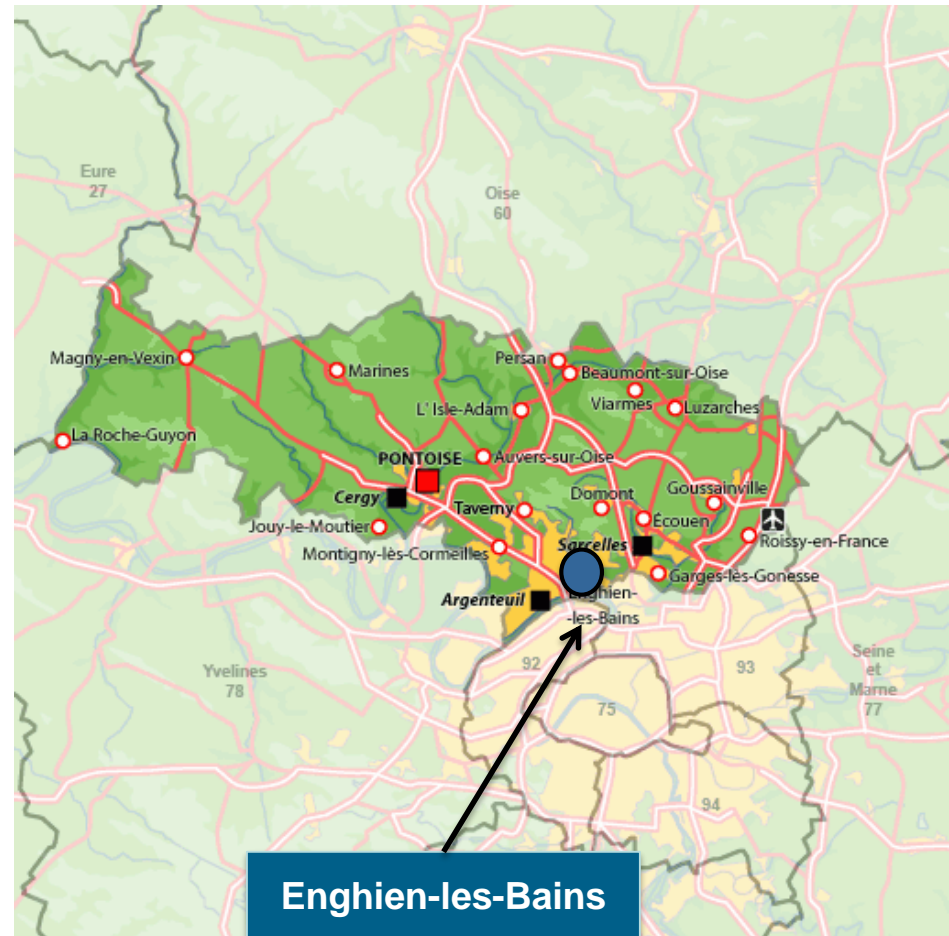 Eure
27
Oise
60
Magny-en-Vexin
Marines
Persan
Beaumont-sur-Oise
Viarmes
Luzarches
L' Isle-Adam
La Roche-Guyon
PONTOISE
Auvers-sur-Oise
Cergy
Domont
Goussainville
Taverny
Écouen
Jouy-le-Moutier
Roissy-en-France
Montigny-lès-Cormeilles
Sarcelles
Garges-lès-Gonesse
Argenteuil
Enghien-
-les-Bains
Yvelines
78
92
93
Seine
et
Marne
77
75
94
Enghien-les-Bains